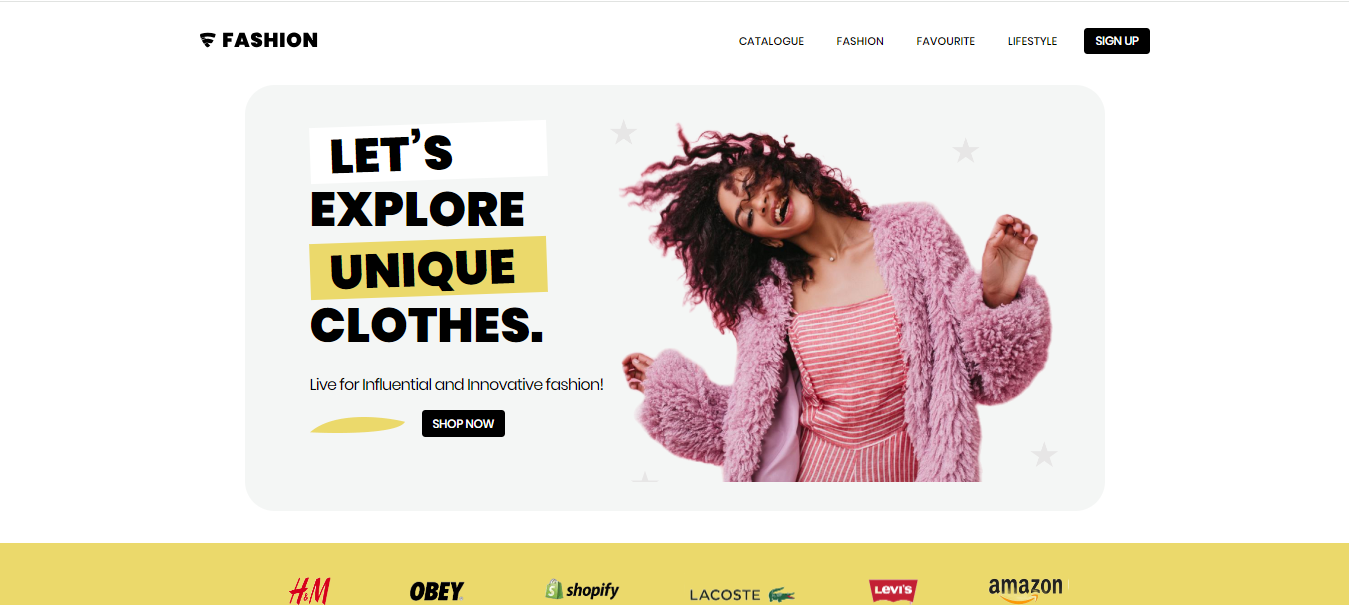 FASHION
CATALOGUE FASHION FAVOURITE LIFESTYLE SIGN UP
LET'S
EXPLORE
UNIQUE
CLOTHES.
Live for Influential and Innovative fashion!
SHOP NOW
H&M OBEY shopify LACOSTE LEVI'S amazon